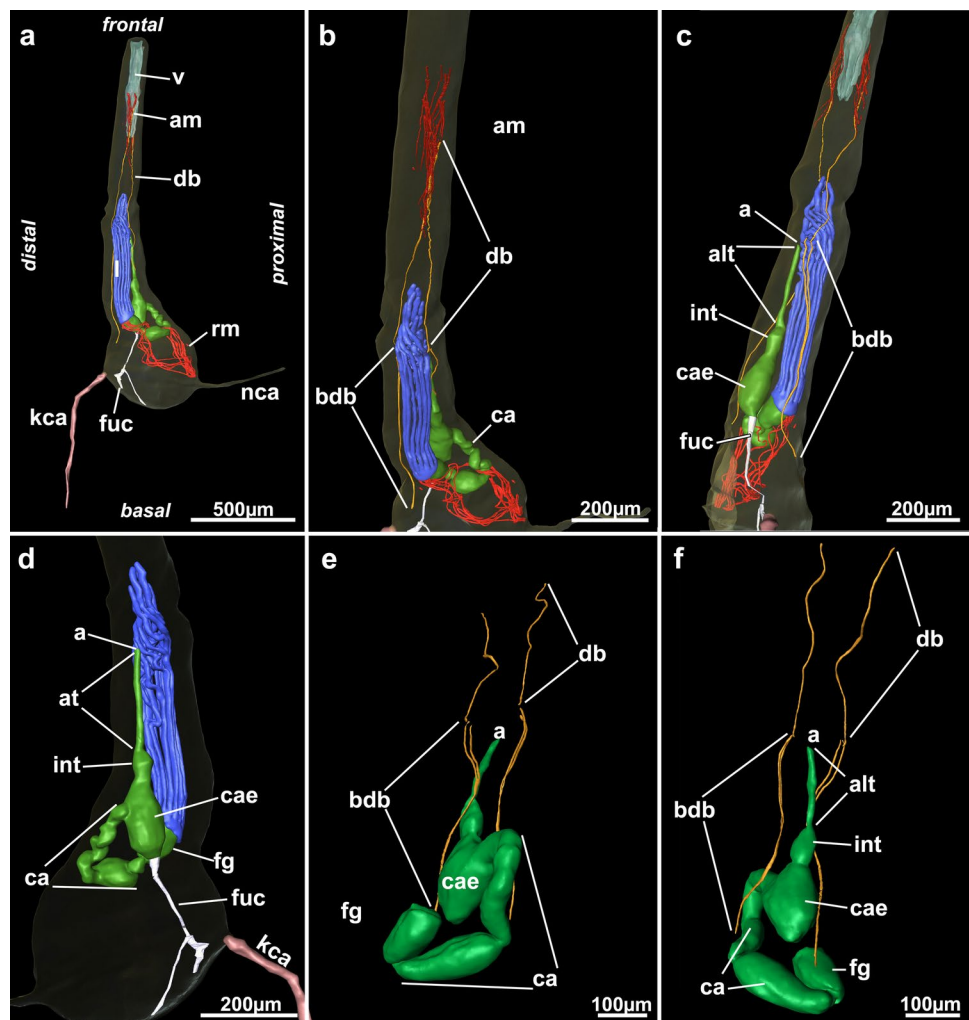 a
frontal
v
am
db
distal
proximal
rm
nca
kca
fuc
basal
500µm
b
am
db
bdb
ca
200µm
c
a
alt
int
bdb
cae
fuc
200µm
d
a
at
int
cae
ca
fg
fuc
kca
200µm
e
db
a
bdb
cae
fg
ca
100µm
f
db
a
alt
bdb
int
cae
fg
ca
100µm